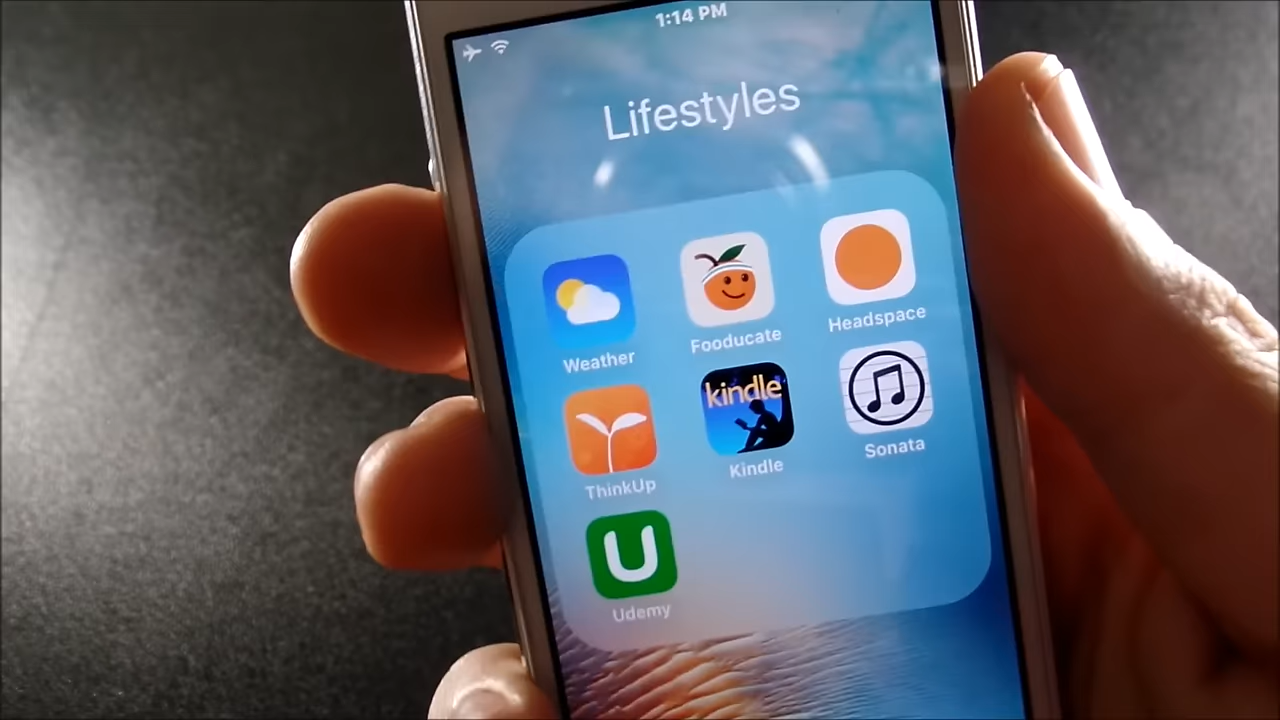 1:14 PM
Lifestyles
Weather
Fooducate
Headspace
ThinkUp
kindle
Kindle
Sonata
U
Udemy